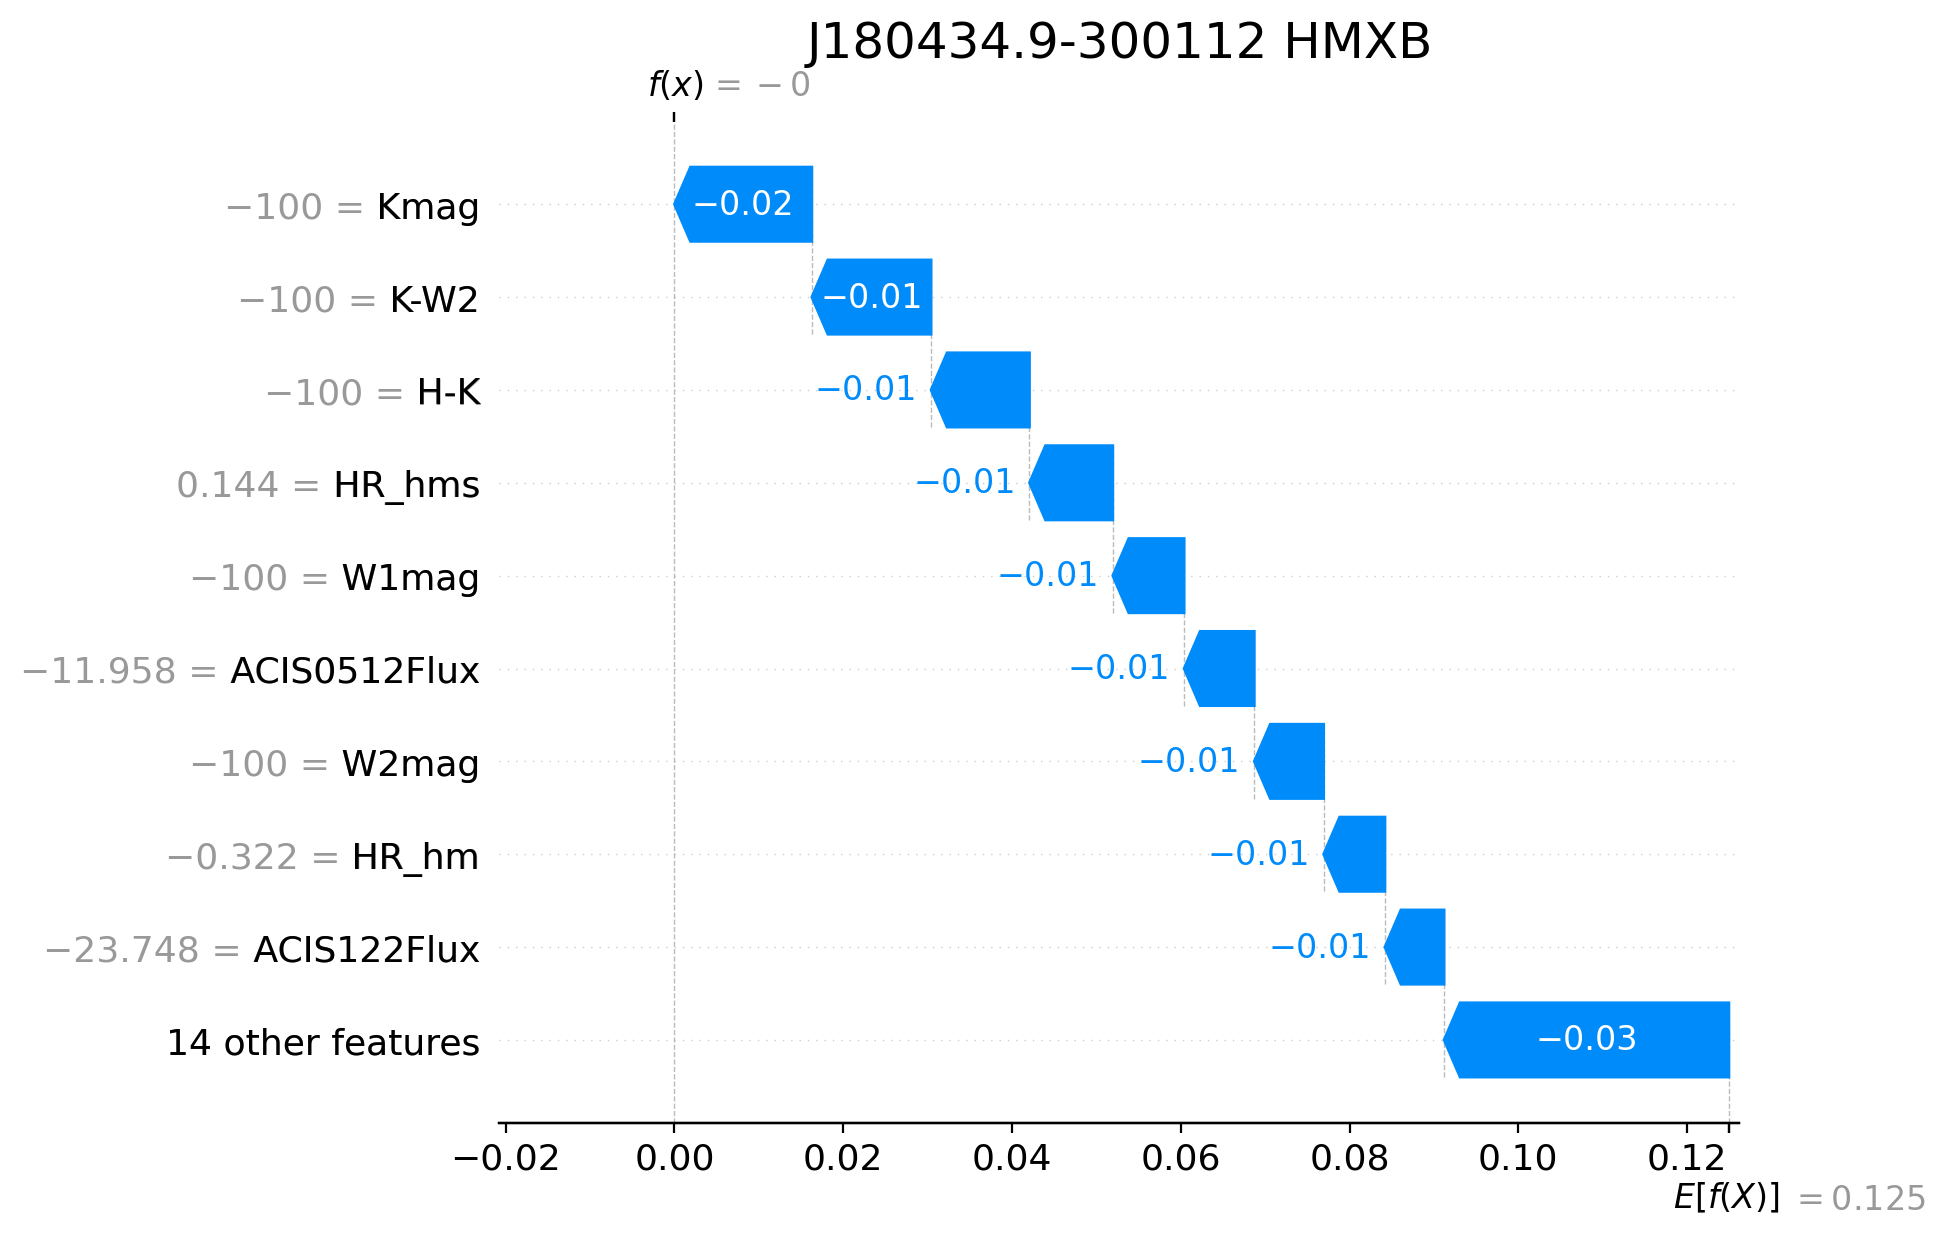 J180434.9-300112 HMXB
f(x) = −0
−100 = Kmag
−0.02
−100 = K-W2
−0.01
−100 = H-K
−0.01
0.144 = HR_hms
−0.01
−100 = W1mag
−0.01
−11.958 = ACIS0512Flux
−0.01
−100 = W2mag
−0.01
−0.322 = HR_hm
−0.01
−23.748 = ACIS122Flux
−0.01
14 other features
−0.03
−0.02 0.00 0.02 0.04 0.06 0.08 0.10 0.12
E[f(X)] = 0.125